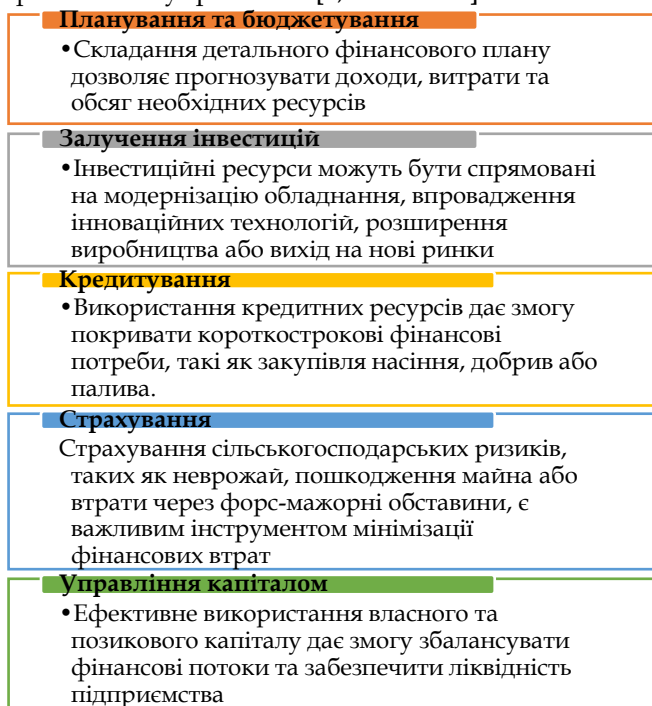 Планування та бюджетування
•Складання детального фінансового плану
дозволяє прогнозувати доходи, витрати та
обсяг необхідних ресурсів
Залучення інвестицій
•Інвестиційні ресурси можуть бути спрямовані
на модернізацію обладнання, впровадження
інноваційних технологій, розширення
виробництва або вихід на нові ринки
Кредитування
•Використання кредитних ресурсів дає змогу
покривати короткострокові фінансові
потреби, такі як закупівля насіння, добрив або
палива.
Страхування
Страхування сільськогосподарських ризиків,
таких як неврожай, пошкодження майна або
втрати через форс-мажорні обставини, є
важливим інструментом мінімізації
фінансових втрат
Управління капіталом
•Ефективне використання власного та
позикового капіталу дає змогу збалансувати
фінансові потоки та забезпечити ліквідність
підприємства